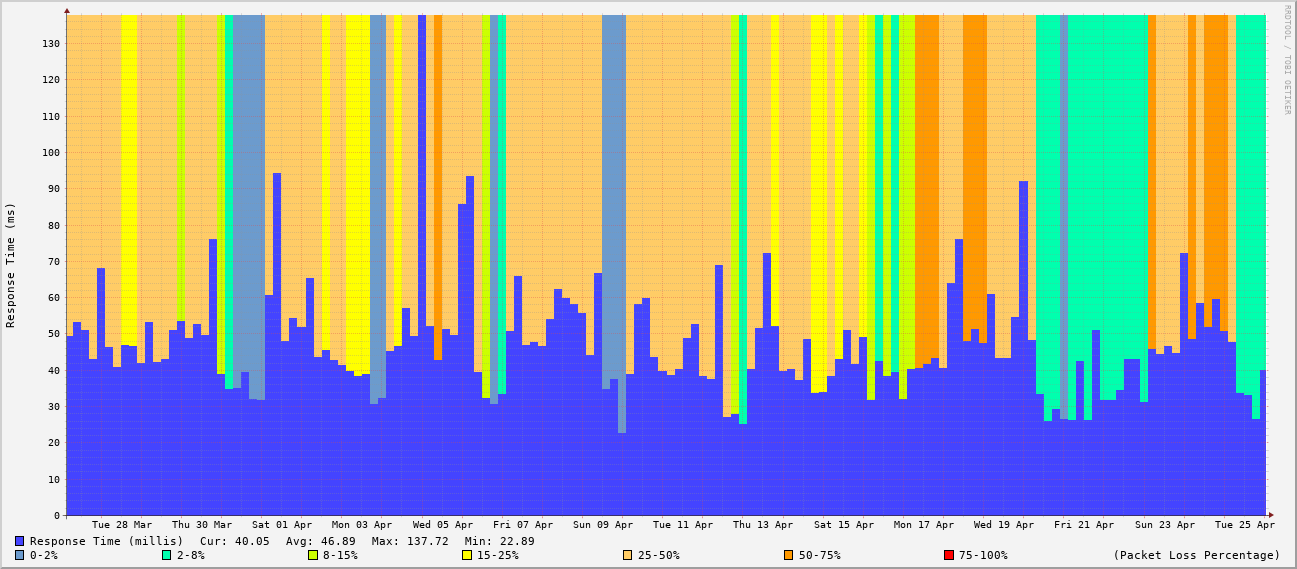 RRDTOOL / TOBI OETIKER
Response Time (ms)
130
120
110
100
90
80
70
60
50
40
30
20
10
0
Tue 28 Mar Thu 30 Mar Sat 01 Apr Mon 03 Apr Wed 05 Apr Fri 07 Apr Sun 09 Apr Tue 11 Apr Thu 13 Apr Sat 15 Apr Mon 17 Apr Wed 19 Apr Fri 21 Apr Sun 23 Apr Tue 25 Apr
Response Time (millis) Cur: 40.05 Avg: 46.89 Max: 137.72 Min: 22.89
0-2% 2-8% 8-15% 15-25% 25-50% 50-75% 75-100% (Packet Loss Percentage)